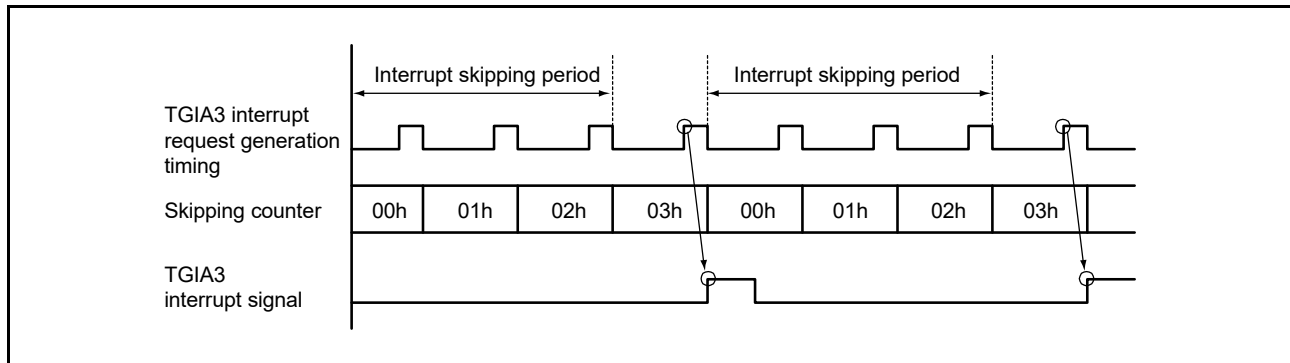 Interrupt skipping period
Interrupt skipping period
TGIA3 interrupt
request generation
timing
Skipping counter
00h
01h
02h
03h
00h
01h
02h
03h
TGIA3
interrupt signal